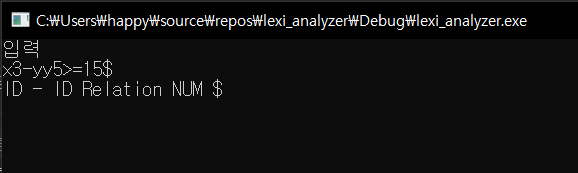 C:₩Users₩happy₩source₩repos₩lexi_analyzer₩Debug₩lexi_analyzer.exe
입력
x3-yy5>=15$
ID - ID Relation NUM $